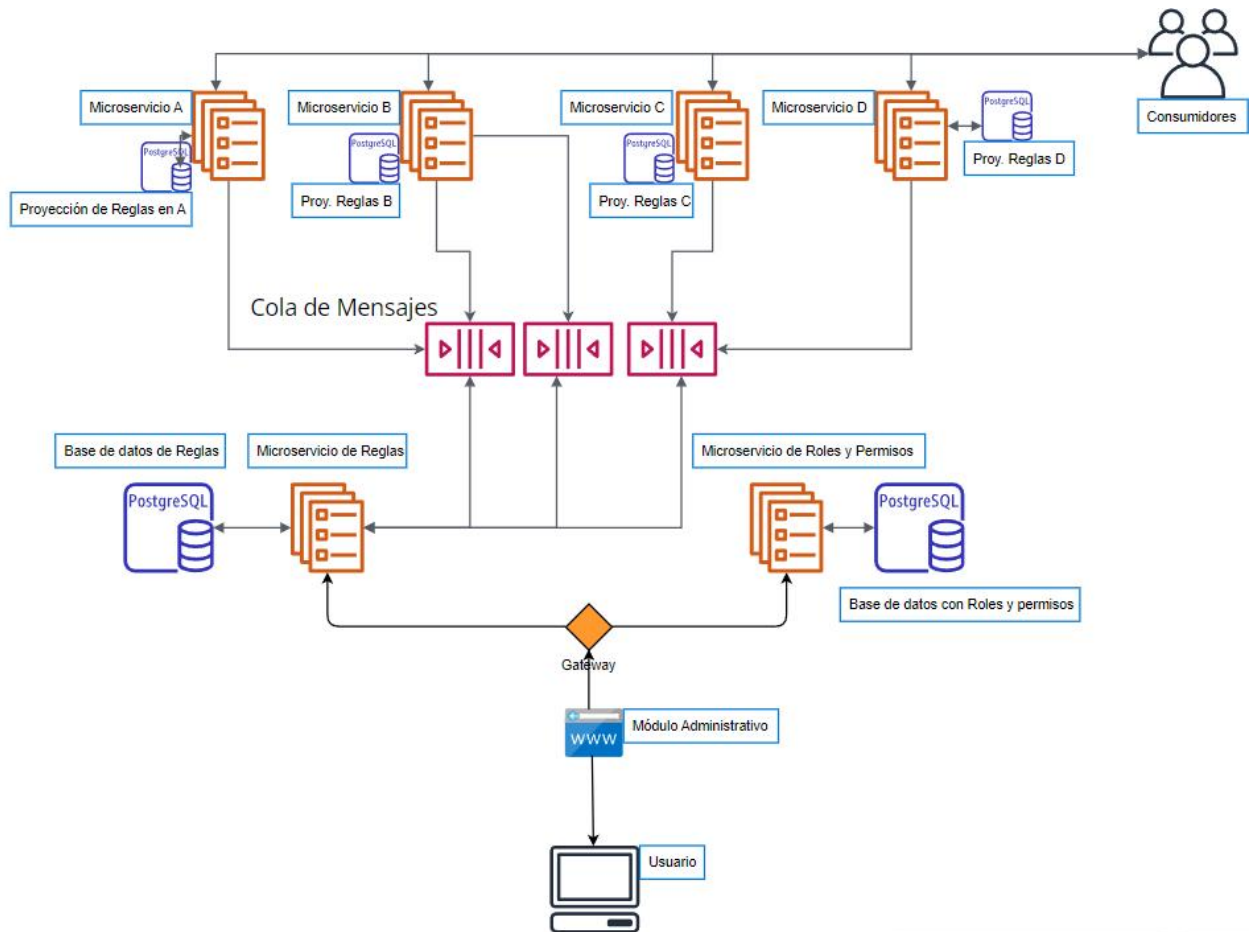 Microservicio A
Microservicio B
Microservicio C
Microservicio D
PostgreSQL
Consumidores
PostgreSQL
PostgreSQL
PostgreSQL
Proy. Reglas D
Proyección de Reglas en A
Proy. Reglas B
Proy. Reglas C
Cola de Mensajes
Base de datos de Reglas
Microservicio de Reglas
Microservicio de Roles y Permisos
PostgreSQL
PostgreSQL
Base de datos con Roles y permisos
Gateway
Módulo Administrativo
www
Usuario